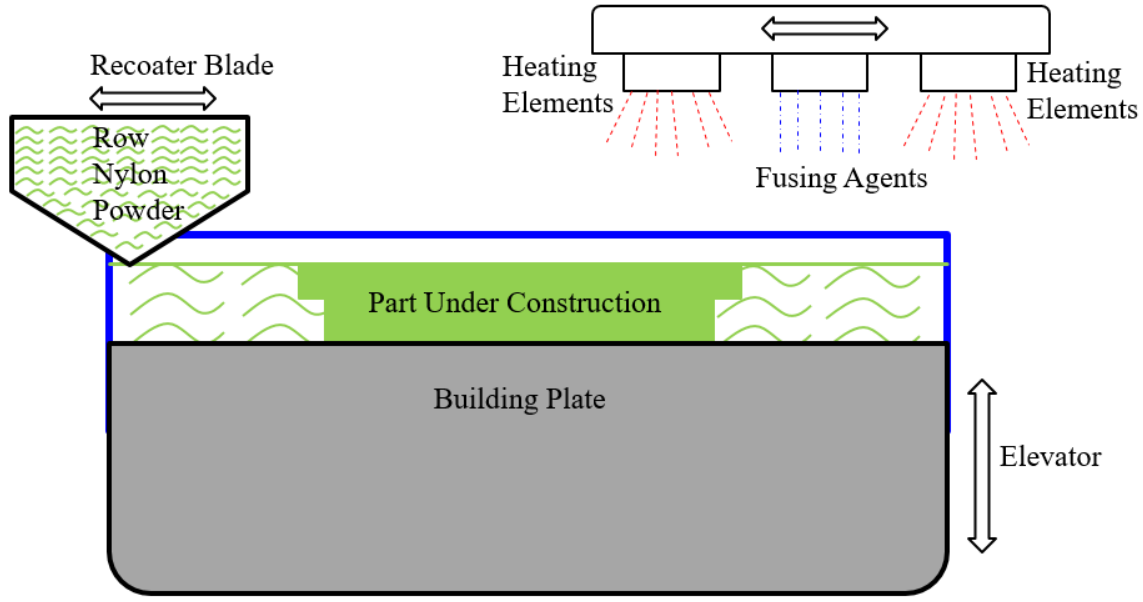 Recoater Blade
Row
Nylon
Powder
Heating
Elements
Fusing Agents
Heating
Elements
Part Under Construction
Building Plate
Elevator